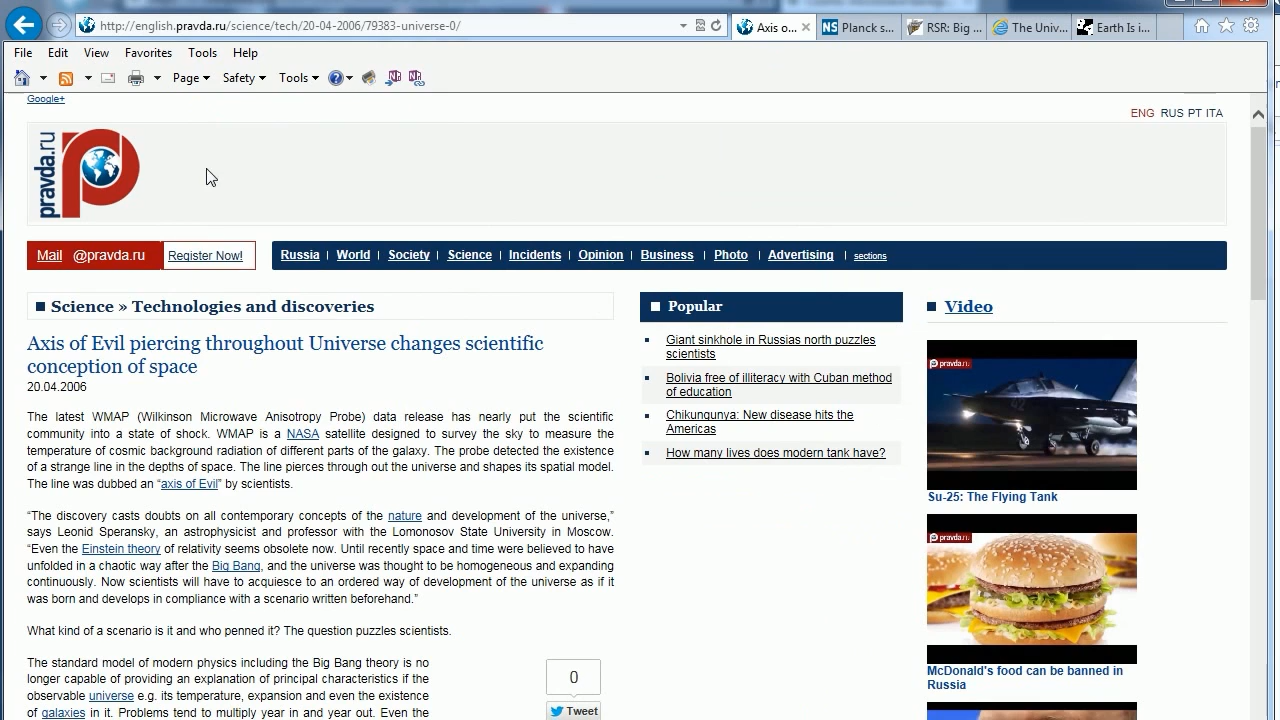 http://english.pravda.ru/science/tech/20-04-2006/79383-universe-0/
Axis o...
NS Planck s...
RSR: Big ...
The Univ...
Earth Is i...
File Edit View Favorites Tools Help
Page Safety Tools
Google+
ENG RUS PT ITA
pravda.ru
Mail @pravda.ru Register Now!
Russia World Society Science Incidents Opinion Business Photo Advertising sections
Science » Technologies and discoveries
Axis of Evil piercing throughout Universe changes scientific
conception of space
20.04.2006
The latest WMAP (Wilkinson Microwave Anisotropy Probe) data release has nearly put the scientific
community into a state of shock. WMAP is a NASA satellite designed to survey the sky to measure the
temperature of cosmic background radiation of different parts of the galaxy. The probe detected the existence
of a strange line in the depths of space. The line pierces through out the universe and shapes its spatial model.
The line was dubbed an “axis of Evil” by scientists.
“The discovery casts doubts on all contemporary concepts of the nature and development of the universe,”
says Leonid Speransky, an astrophysicist and professor with the Lomonosov State University in Moscow.
“Even the Einstein theory of relativity seems obsolete now. Until recently space and time were believed to have
unfolded in a chaotic way after the Big Bang, and the universe was thought to be homogeneous and expanding
continuously. Now scientists will have to acquiesce to an ordered way of development of the universe as if it
was born and develops in compliance with a scenario written beforehand.”
What kind of a scenario is it and who penned it? The question puzzles scientists.
The standard model of modern physics including the Big Bang theory is no
longer capable of providing an explanation of principal characters if the
observable universe e.g. its temperature, expansion and even the existence
of galaxies in it. Problems tend to multiply year in and year out. Even the
0
Tweet
Popular
Giant sinkhole in Russias north puzzles
scientists
Bolivia free of illiteracy with Cuban method
of education
Chikungunya: New disease hits the
Americas
How many lives does modern tank have?
Video
pravda.ru
Su-25: The Flying Tank
pravda.ru
McDonald's food can be banned in
Russia
pravda.ru